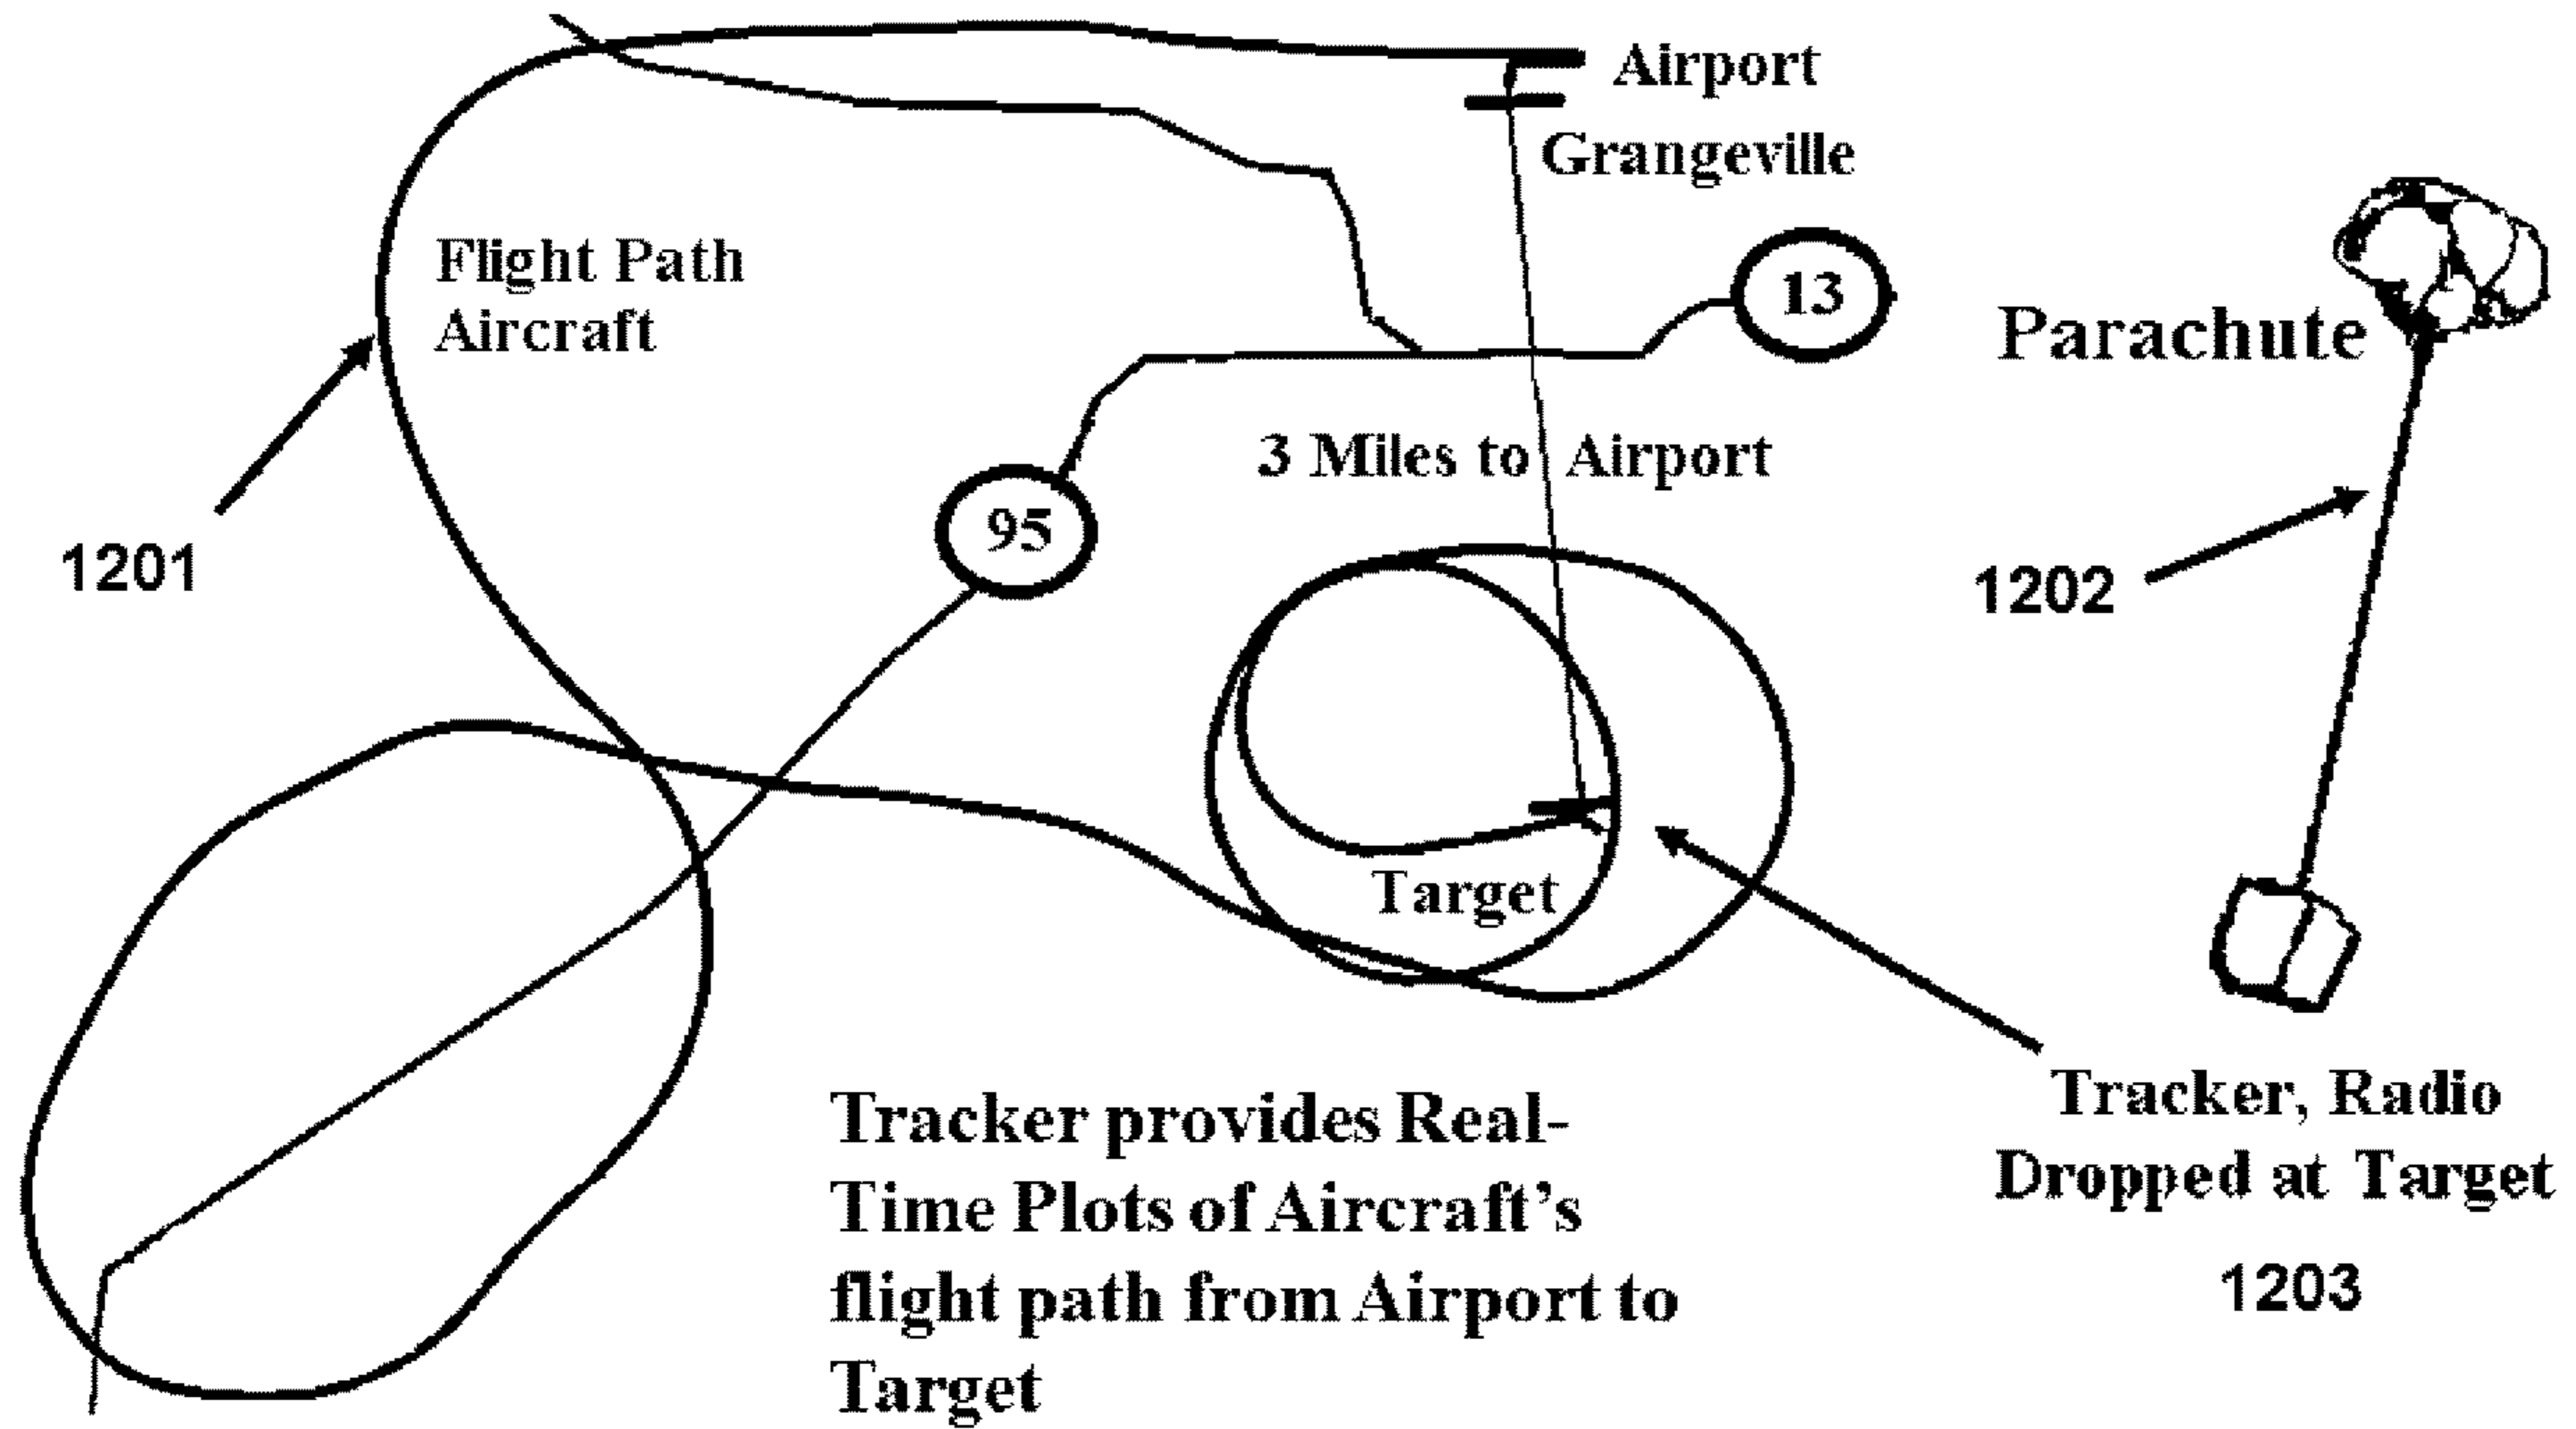 Airport
Grangeville
Flight Path
Aircraft
13
Parachute
3 Miles to Airport
95
1201
1202
Target
Tracker, Radio
Dropped at Target
1203
Tracker provides Real-
Time Plots of Aircraft's
flight path from Airport to
Target